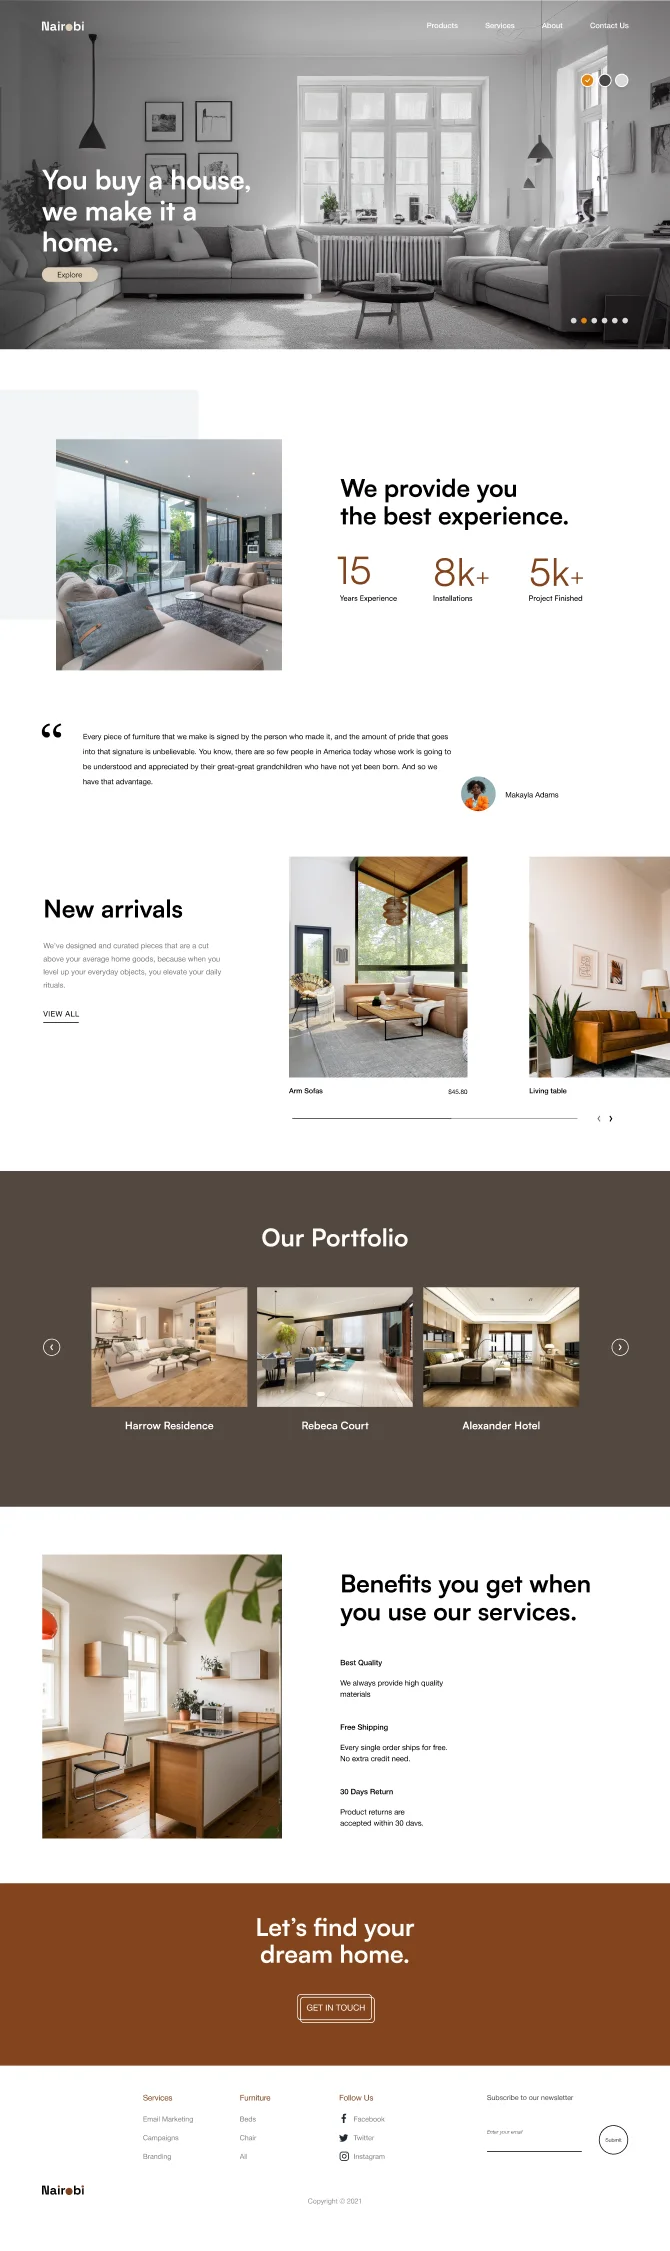 Nairobi
Products Services About Contact Us
You buy a house,
we make it a
home.
Explore
We provide you
the best experience.
15 8k+ 5k+
Years Experience Installations Project Finished
“
Every piece of furniture that we make is signed by the person who made it, and the amount of pride that goes
into that signature is unbelievable. You know, there are so few people in America today whose work is going to
be understood and appreciated by their great-great grandchildren who have not yet been born. And so we
have that advantage.
Makayla Adams
New arrivals
We've designed and curated pieces that are a cut
above your average home goods, because when you
level up your everyday objects, you elevate your daily
rituals.
VIEW ALL
Arm Sofas $45.80
Living table
Our Portfolio
Harrow Residence Rebeca Court Alexander Hotel
Benefits you get when
you use our services.
Best Quality
We always provide high quality
materials
Free Shipping
Every single order ships for free.
No extra credit need.
30 Days Return
Product returns are
accepted within 30 days.
Let's find your
dream home.
GET IN TOUCH
Services
Email Marketing
Campaigns
Branding
Furniture
Beds
Chair
All
Follow Us
Facebook
Twitter
Instagram
Subscribe to our newsletter
Enter your email
Submit
Nairobi
Copyright © 2021